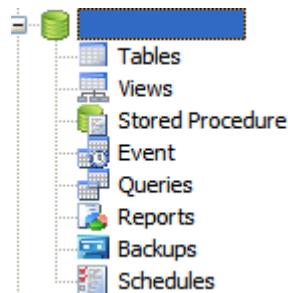 Tables
Views
Stored Procedure
Event
Queries
Reports
Backups
Schedules